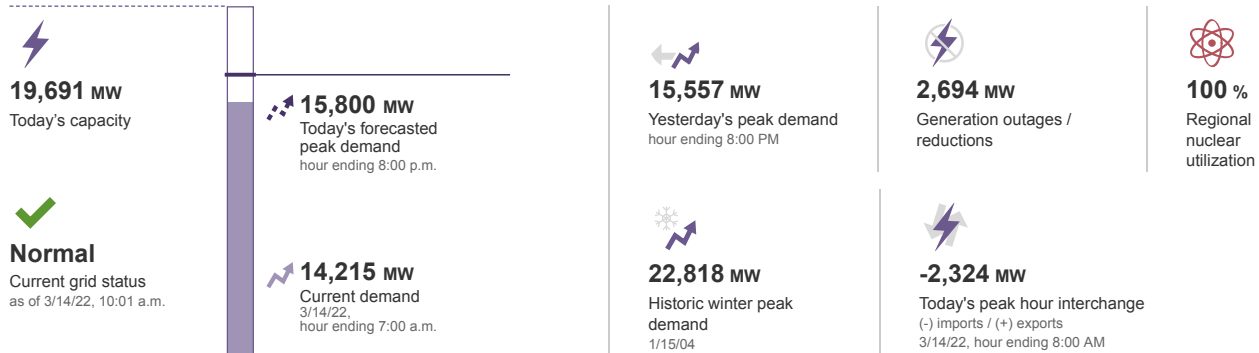 19,691 MW
Today's capacity
Normal
Current grid status
as of 3/14/22, 10:01 a.m.
15,800 MW
Today's forecasted
peak demand
hour ending 8:00 p.m.
14,215 MW
Current demand
3/14/22,
hour ending 7:00 a.m.
15,557 MW
Yesterday's peak demand
hour ending 8:00 PM
2,694 MW
Generation outages /
reductions
100 %
Regional
nuclear
utilization
22,818 MW
Historic winter peak
demand
1/15/04
-2,324 MW
Today's peak hour interchange
(-) imports / (+) exports
3/14/22, hour ending 8:00 AM